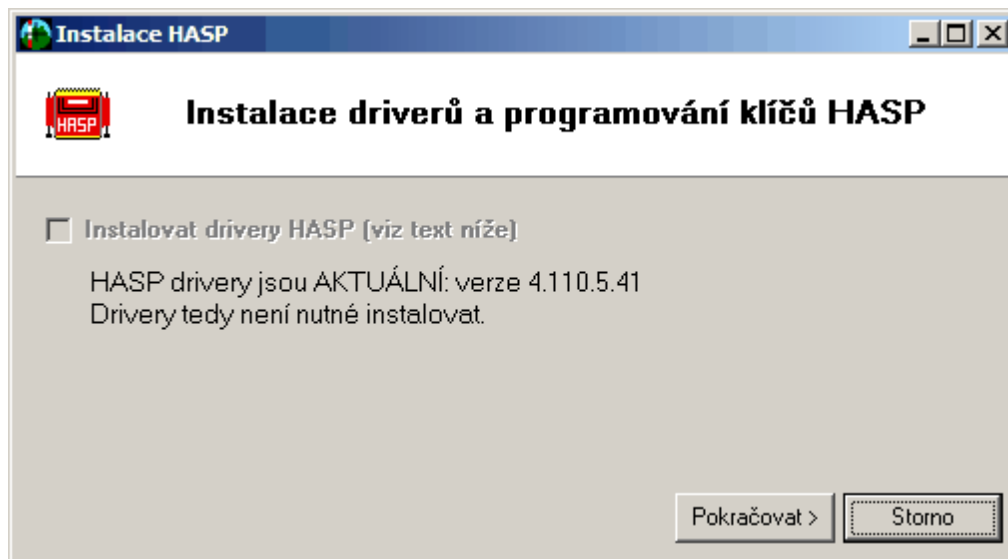 Instalace HASP
HASP
Instalace driverů a programování klíčů HASP
Instalovat drivery HASP (viz text níže)
HASP drivery jsou AKTUÁLNÍ: verze 4.110.5.41
Drivery tedy není nutné instalovat.
Pokračovat > Storno